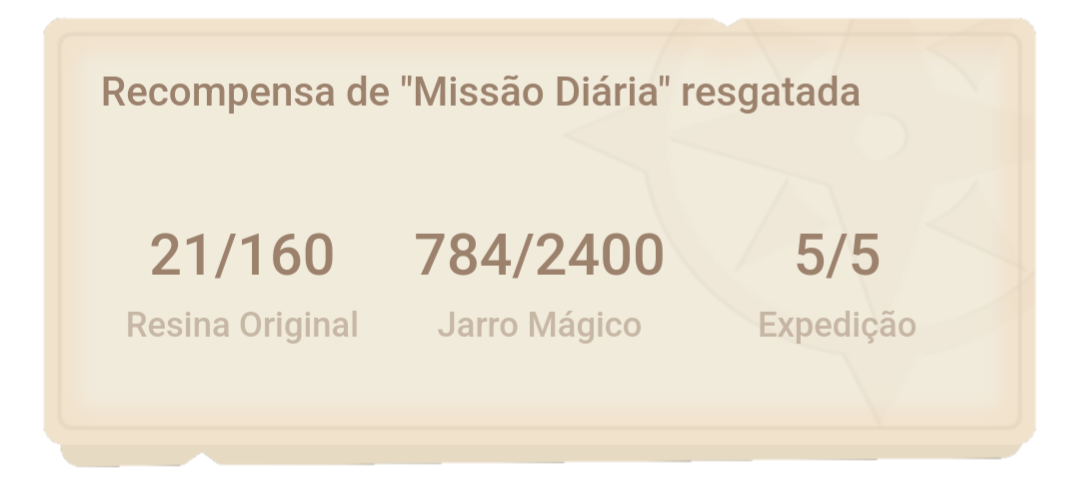 Recompensa de "Missão Diária" resgatada
21/160 784/2400 5/5
Resina Original Jarro Mágico Expedição